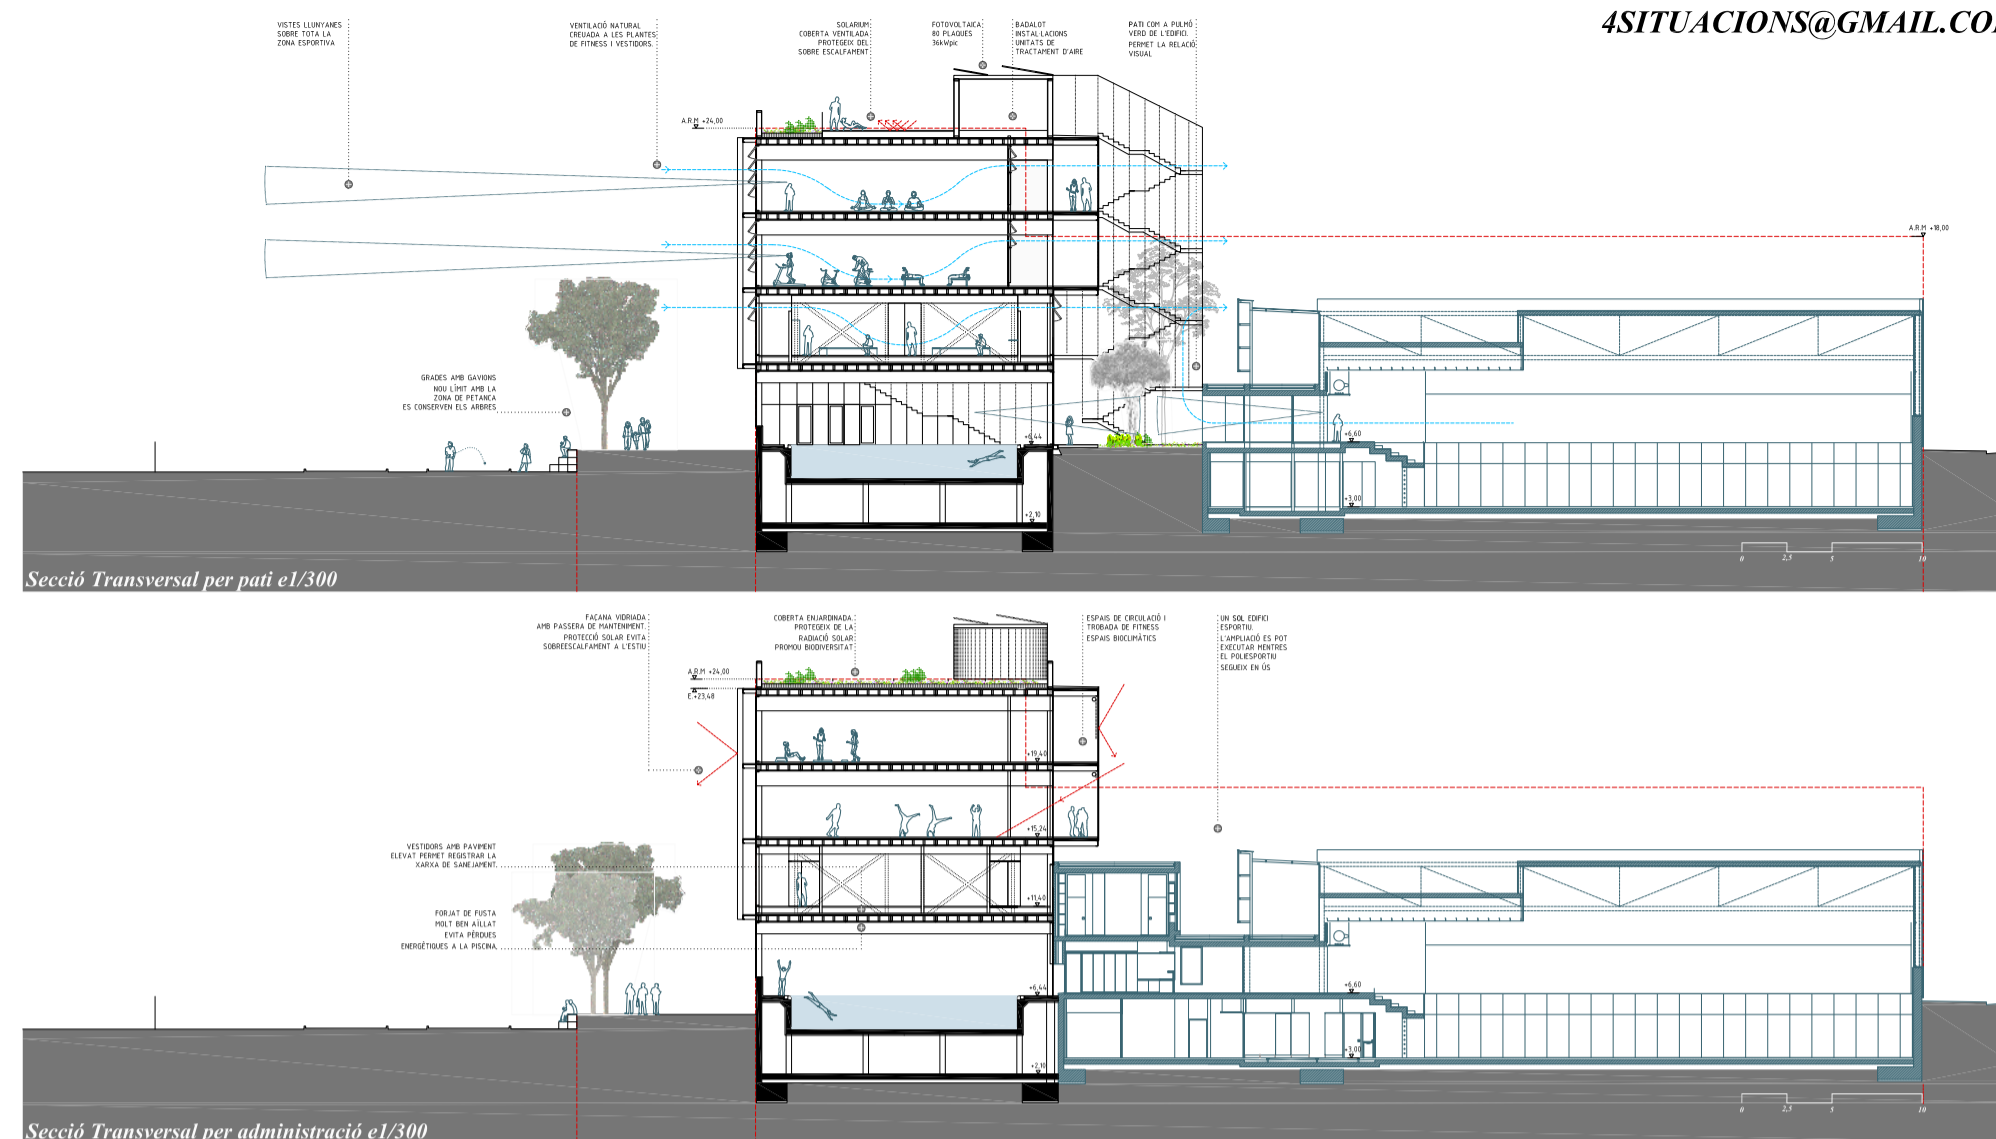 4SITUACIONS@GMAIL.CO
VISTES LLUNYANES
SOBRE TOTA LA
ZONA ESPORTIVA
VENTILACIÓ NATURAL
CREUADA A LES PLANTES
DE FITNESS I VESTIDORS.
SOLARIUM
COBERTA VENTILADA
PROTEGEIX DEL
SOBRE ESCALFAMENT
FOTOVOLTAICA
80 PLAQUES
36kWpic
BADALOT
INSTAL·LACIONS
UNITATS DE
TRACTAMENT D'AIRE
PATI COM A PULMÓ
VERD DE L'EDIFICI.
PERMET LA RELACIÓ
VISUAL
A.R.M +24,00
A.R.M +18,00
GRADES AMB GAVIONS
NOU LÍMIT AMB LA
ZONA DE PETANCA
ES CONSERVEN ELS ARBRES
+6,44
+6,60
+3,00
+2,10
0 2,5 5 10
Secció Transversal per pati e1/300
FAÇANA VIDRIADA
AMB PASSERA DE MANTENIMENT.
PROTECCIÓ SOLAR EVITA
SOBREESCALFAMENT A L'ESTIU
COBERTA ENJARDINADA.
PROTEGEIX DE LA
RADIACIÓ SOLAR
PROMOU BIODIVERSITAT
ESPAIS DE CIRCULACIÓ I
TROBADA DE FITNESS
ESPAIS BIOCLIMÀTICS
UN SOL EDIFICI
ESPORTIU.
L'AMPLIACIÓ ES POT
EXECUTAR MENTRES
EL POLIESPORTIU
SEGUEIX EN ÚS
A.R.M +24,00
E.+23,48
+19,40
+15,24
VESTIDORS AMB PAVIMENT
ELEVAT PERMET REGISTRAR LA
XARXA DE SANEJAMENT.
+11,40
FORJAT DE FUSTA
MOLT BEN AÏLLAT
EVITA PÈRDUES
ENERGÈTIQUES A LA PISCINA.
+6,44
+6,60
+3,00
+2,10
0 2,5 5 10
Secció Transversal per administració e1/300